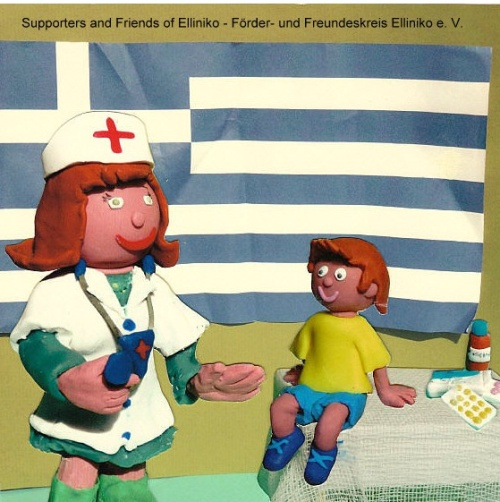 Supporters and Friends of Elliniko - Förder- und Freundeskreis Elliniko e. V.